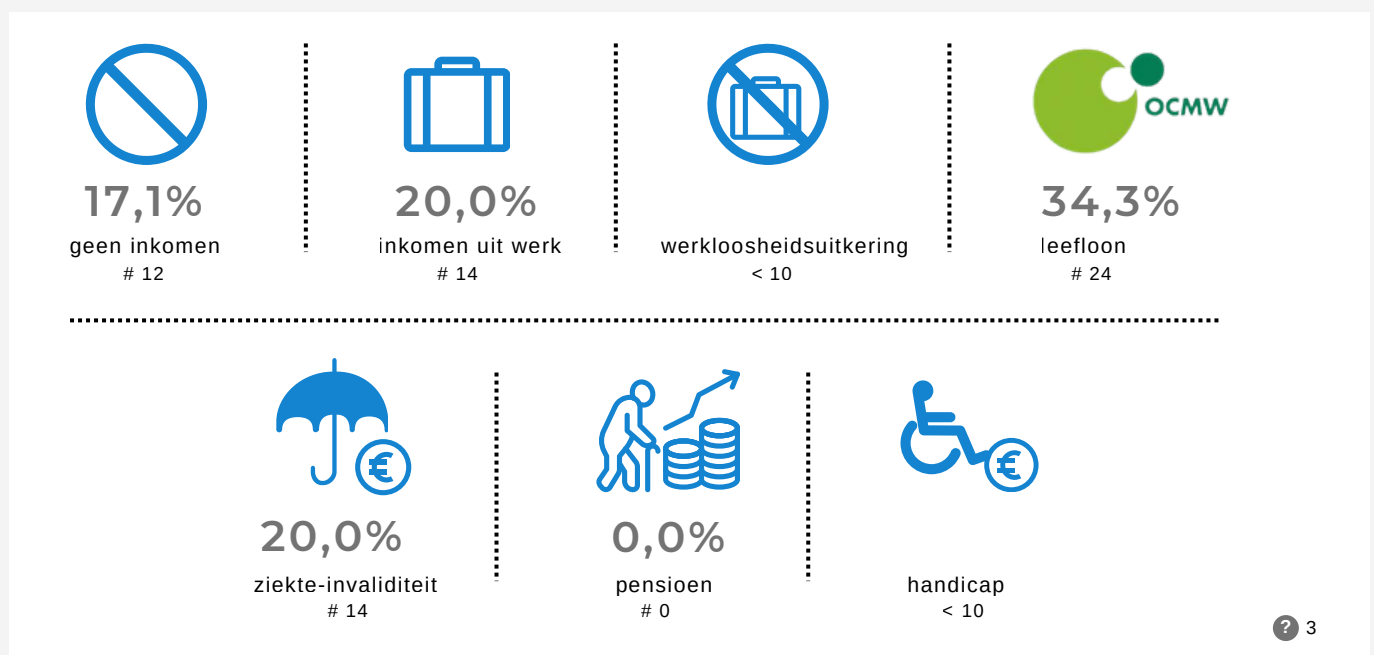 OCMW
17,1%
20,0%
34,3%
geen inkomen
inkomen uit werk
werkloosheidsuitkering
leefloon
# 12
# 14
< 10
# 24
€
€
20,0%
0,0%
ziekte-invaliditeit
pensioen
handicap
# 14
# 0
< 10
? 3